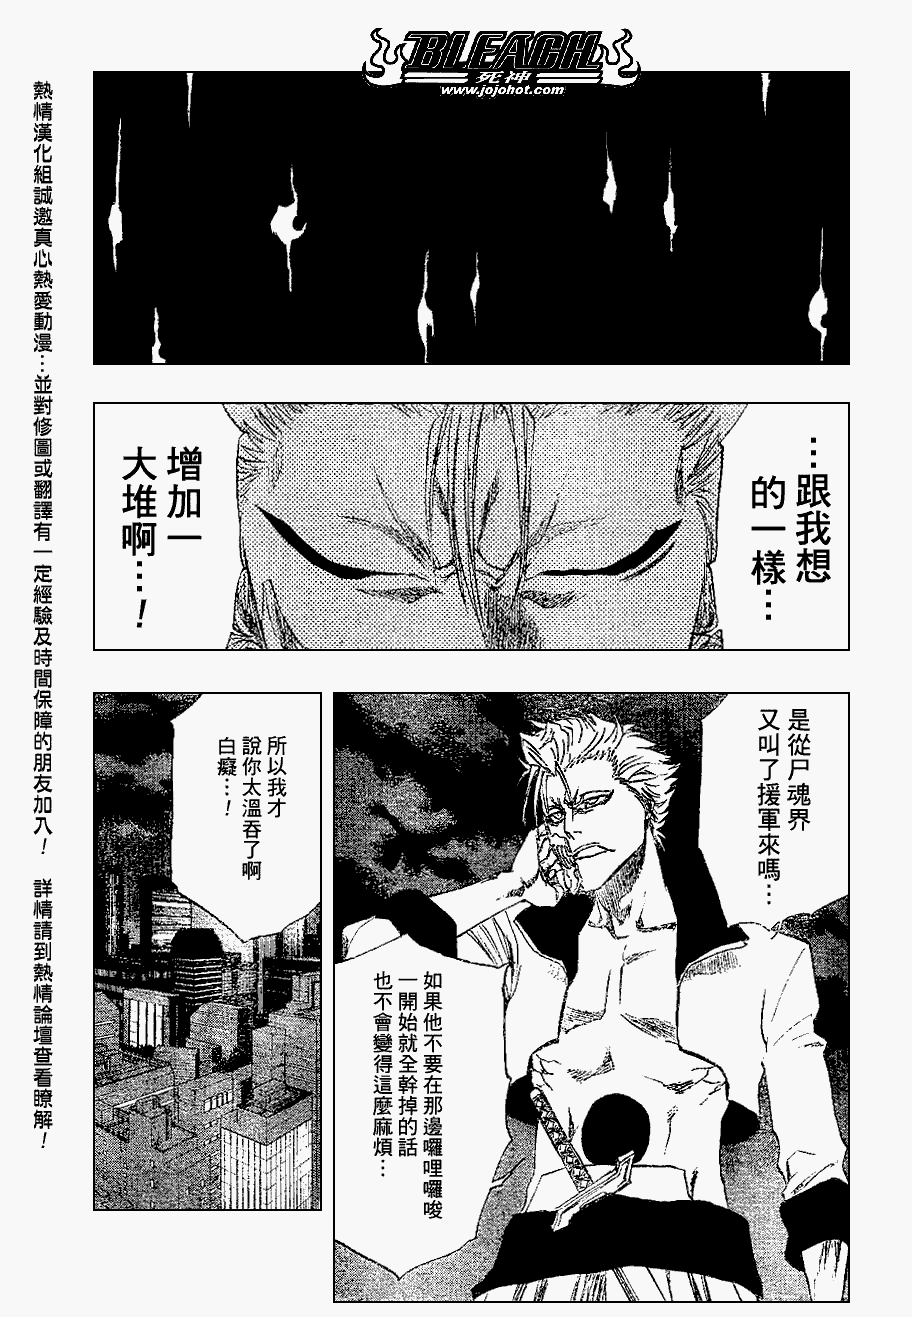 BLEACH
死神
www.jojohot.com
…跟我想
的一樣…
增加一
大堆啊…！
是從尸魂界
又叫了援軍來嗎…
如果他不要在那邊囉哩囉唆
一開始就全幹掉的話
也不會變得這麼麻煩…
所以我才
說你太溫吞了啊
白癡…！
熱情漢化組誠邀真心熱愛動漫…並對修圖或翻譯有一定經驗及時間保障的朋友加入！ 詳情請到熱情論壇查看瞭解！